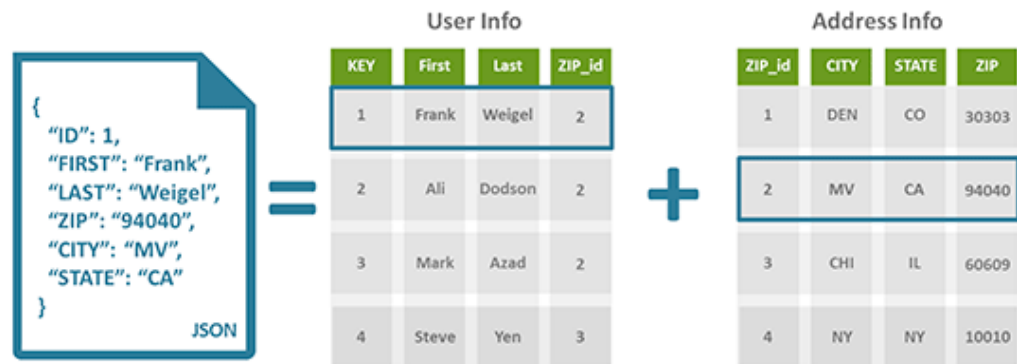 {
“ID”: 1,
“FIRST”: “Frank”,
“LAST”: “Weigel”,
“ZIP”: “94040”,
“CITY”: “MV”,
“STATE”: “CA”
}
JSON
=
User Info
KEY First Last ZIP_id
1 Frank Weigel 2
2 Ali Dodson 2
3 Mark Azad 2
4 Steve Yen 3
+
Address Info
ZIP_id CITY STATE ZIP
1 DEN CO 30303
2 MV CA 94040
3 CHI IL 60609
4 NY NY 10010